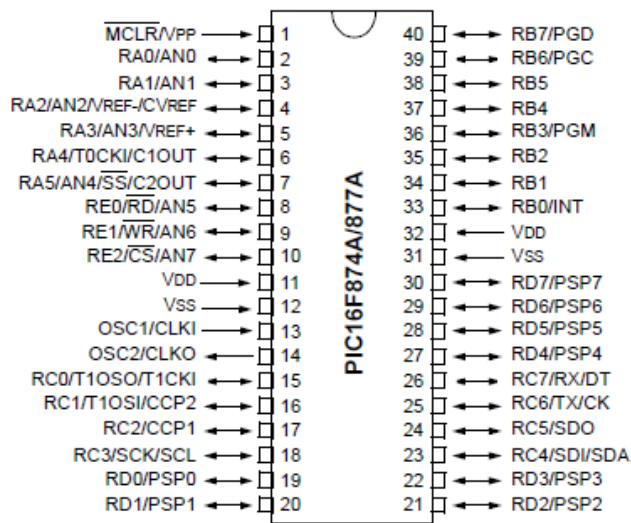 MCLR/VPP 1 40 RB7/PGD
RA0/AN0 2 39 RB6/PGC
RA1/AN1 3 38 RB5
RA2/AN2/VREF-/CVREF 4 37 RB4
RA3/AN3/VREF+ 5 36 RB3/PGM
RA4/T0CKI/C1OUT 6 35 RB2
RA5/AN4/SS/C2OUT 7 34 RB1
RE0/RD/AN5 8 33 RB0/INT
RE1/WR/AN6 9 32 VDD
RE2/CS/AN7 10 31 VSS
VDD 11 30 RD7/PSP7
VSS 12 29 RD6/PSP6
OSC1/CLKI 13 28 RD5/PSP5
OSC2/CLKO 14 27 RD4/PSP4
RC0/T1OSO/T1CKI 15 26 RC7/RX/DT
RC1/T1OSI/CCP2 16 25 RC6/TX/CK
RC2/CCP1 17 24 RC5/SDO
RC3/SCK/SCL 18 23 RC4/SDI/SDA
RD0/PSP0 19 22 RD3/PSP3
RD1/PSP1 20 21 RD2/PSP2
PIC16F874A/877A